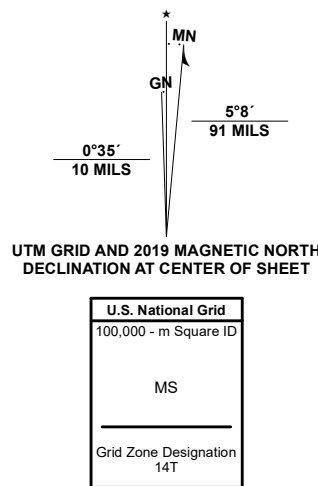 ★
MN
GN
5°8´
91 MILS
0°35´
10 MILS
UTM GRID AND 2019 MAGNETIC NORTH
DECLINATION AT CENTER OF SHEET
U.S. National Grid
100,000 - m Square ID
MS
Grid Zone Designation
14T